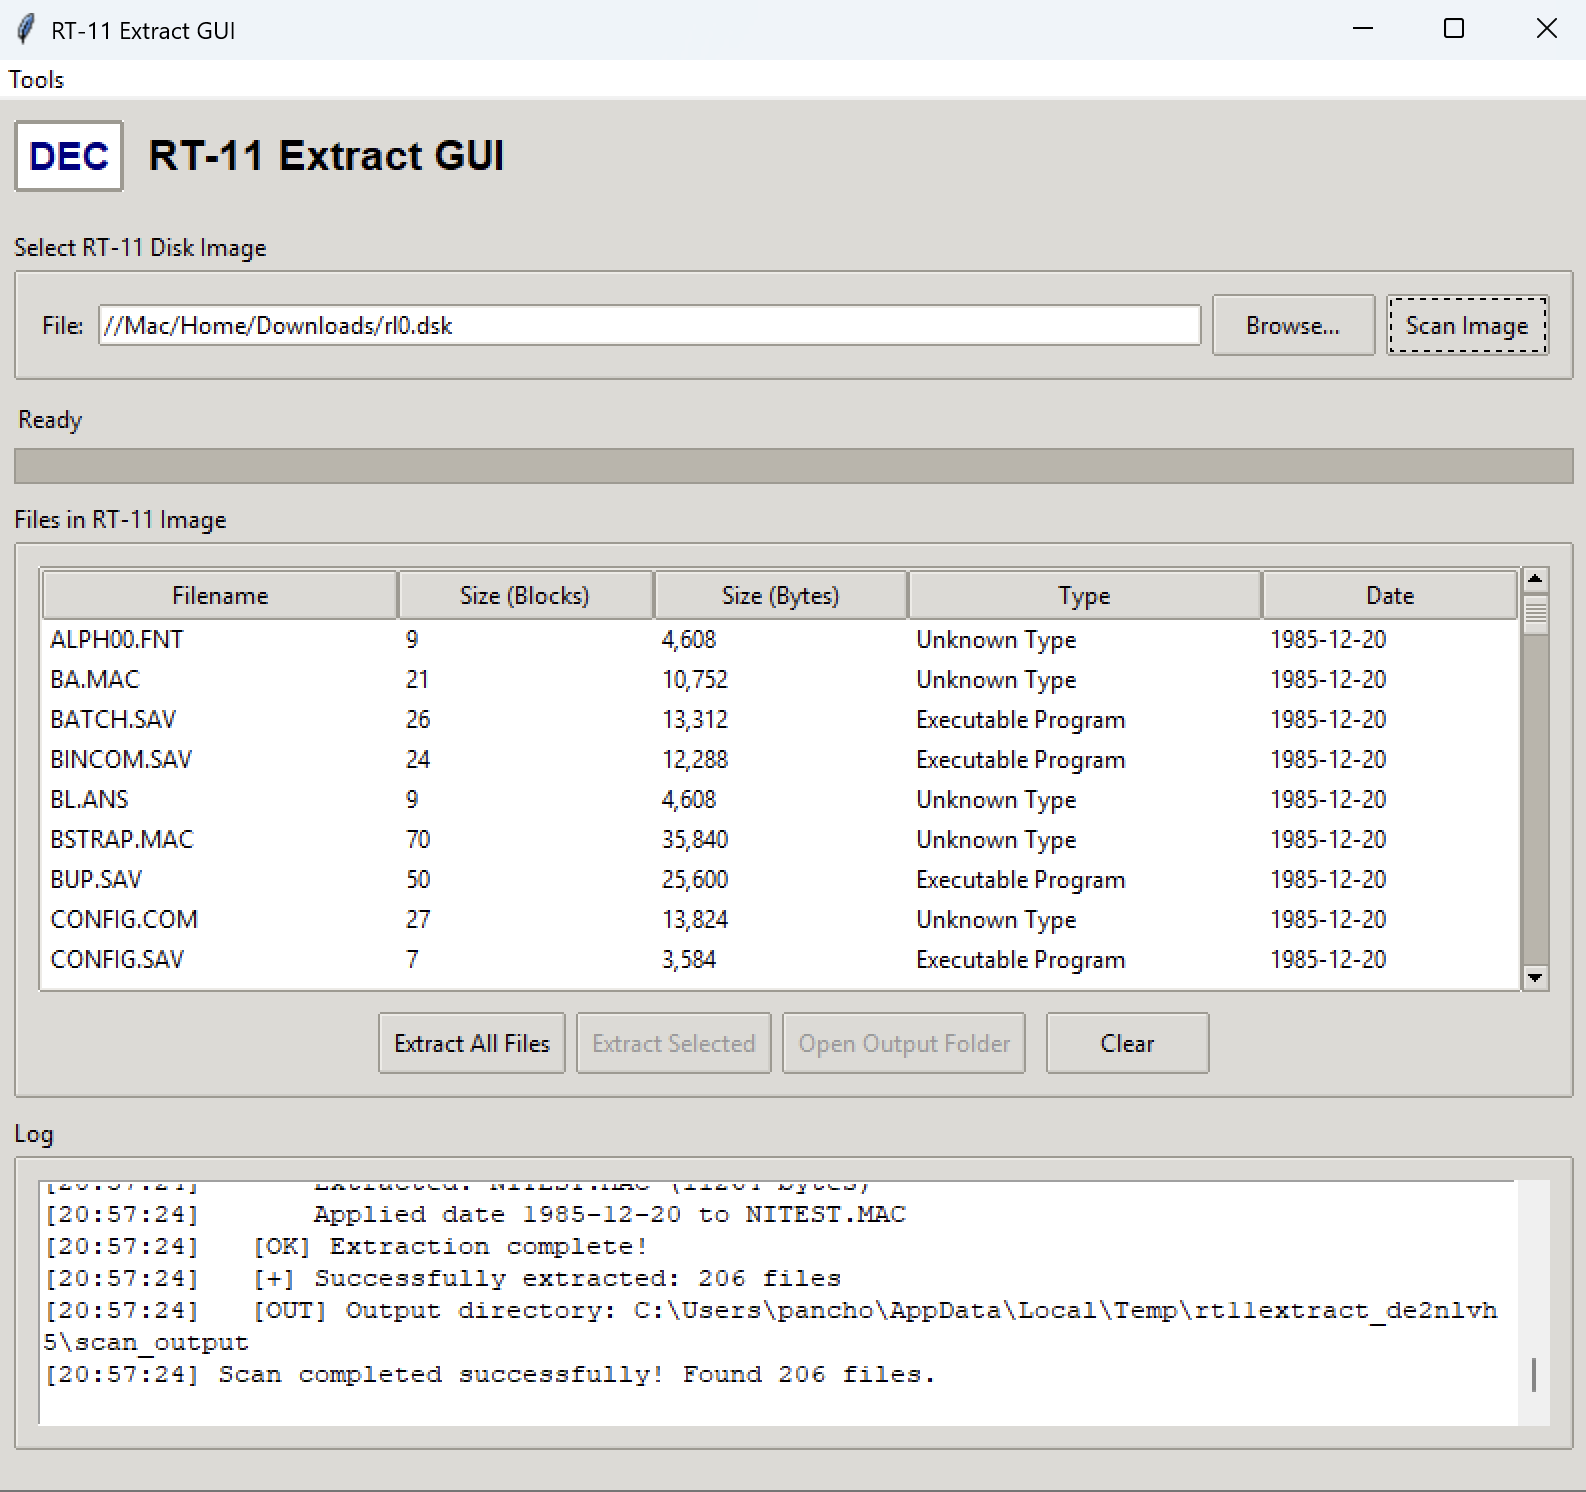 RT-11 Extract GUI
Tools
DEC RT-11 Extract GUI
Select RT-11 Disk Image
File: //Mac/Home/Downloads/rl0.dsk Browse... Scan Image
Ready
Files in RT-11 Image
Filename Size (Blocks) Size (Bytes) Type Date
ALPH00.FNT 9 4,608 Unknown Type 1985-12-20
BA.MAC 21 10,752 Unknown Type 1985-12-20
BATCH.SAV 26 13,312 Executable Program 1985-12-20
BINCOM.SAV 24 12,288 Executable Program 1985-12-20
BL.ANS 9 4,608 Unknown Type 1985-12-20
BSTRAP.MAC 70 35,840 Unknown Type 1985-12-20
BUP.SAV 50 25,600 Executable Program 1985-12-20
CONFIG.COM 27 13,824 Unknown Type 1985-12-20
CONFIG.SAV 7 3,584 Executable Program 1985-12-20
Extract All Files Extract Selected Open Output Folder Clear
Log
[20:57:24] Extracted: NITEST.MAC
[20:57:24] Applied date 1985-12-20 to NITEST.MAC
[20:57:24] [OK] Extraction complete!
[20:57:24] [+] Successfully extracted: 206 files
[20:57:24] [OUT] Output directory: C:\Users\pancho\AppData\Local\Temp\rt11extract_de2nlvh
5\scan_output
[20:57:24] Scan completed successfully! Found 206 files.